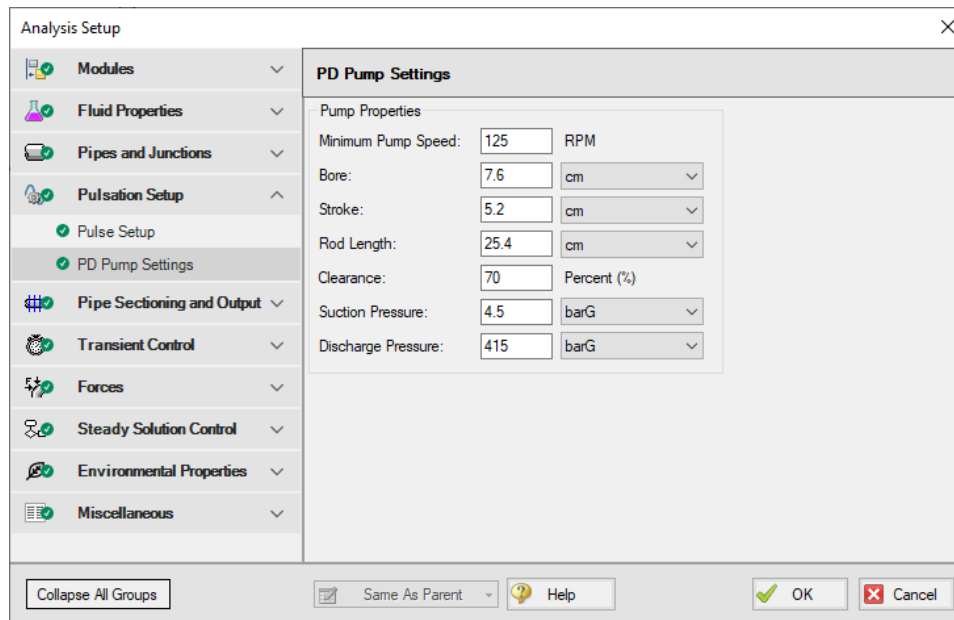 Analysis Setup
Modules
Fluid Properties
Pipes and Junctions
Pulsation Setup
Pulse Setup
PD Pump Settings
Pipe Sectioning and Output
Transient Control
Forces
Steady Solution Control
Environmental Properties
Miscellaneous
PD Pump Settings
Pump Properties
Minimum Pump Speed: 125 RPM
Bore: 7.6 cm
Stroke: 5.2 cm
Rod Length: 25.4 cm
Clearance: 70 Percent (%)
Suction Pressure: 4.5 barG
Discharge Pressure: 415 barG
Collapse All Groups Same As Parent Help OK Cancel